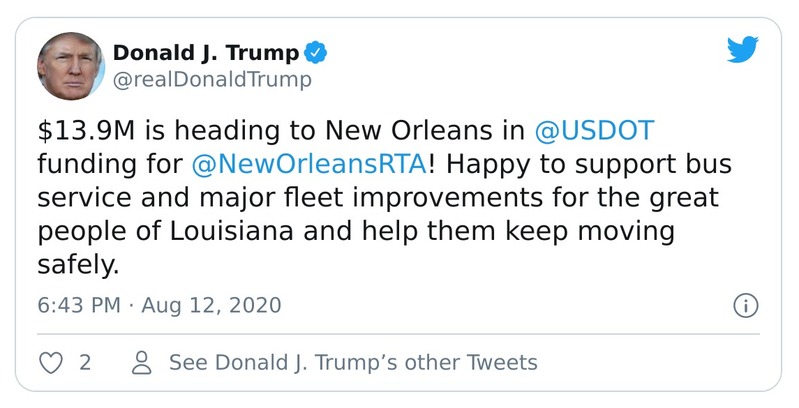 Donald J. Trump
@realDonaldTrump
$13.9M is heading to New Orleans in @USDOT
funding for @NewOrleansRTA! Happy to support bus
service and major fleet improvements for the great
people of Louisiana and help them keep moving
safely.
6:43 PM · Aug 12, 2020
2 See Donald J. Trump’s other Tweets